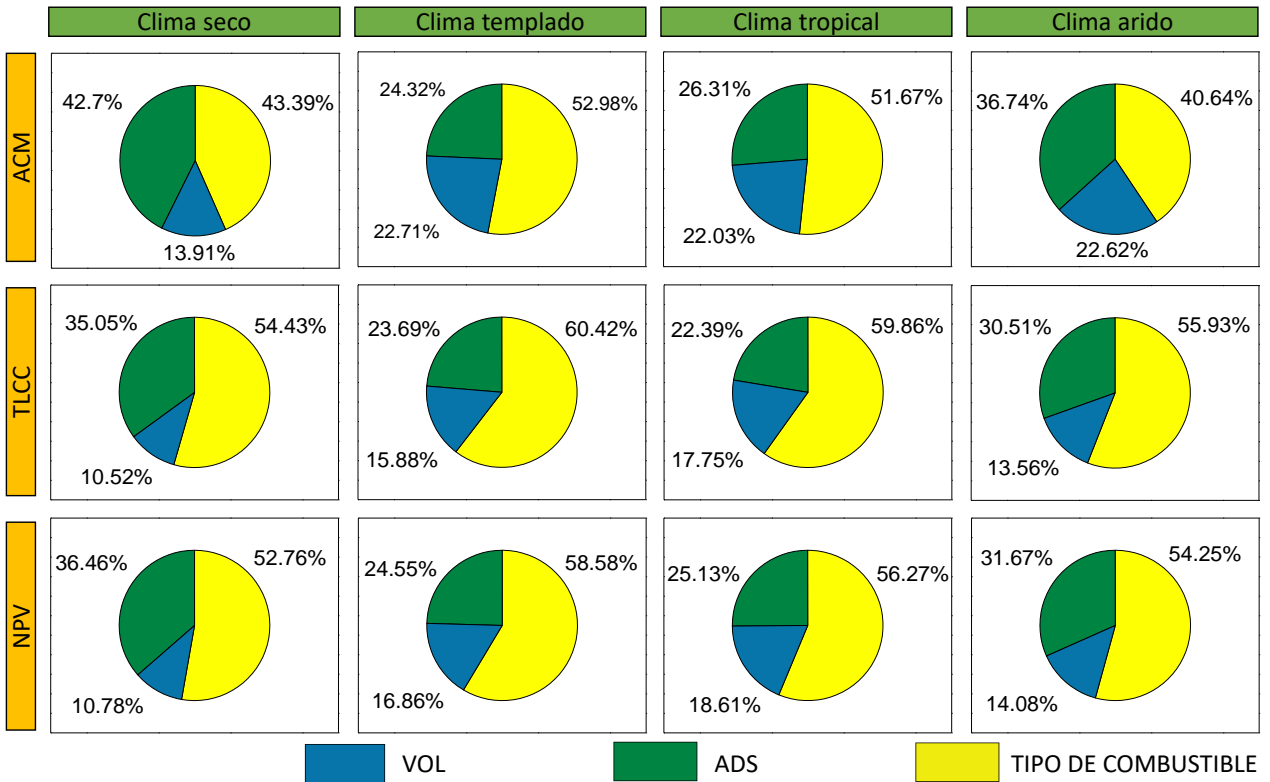 Clima seco Clima templado Clima tropical Clima arido
ACM
42.7% 43.39% 24.32% 52.98% 26.31% 51.67% 36.74% 40.64%
13.91% 22.71% 22.03% 22.62%
TLCC
35.05% 54.43% 23.69% 60.42% 22.39% 59.86% 30.51% 55.93%
10.52% 15.88% 17.75% 13.56%
NPV
36.46% 52.76% 24.55% 58.58% 25.13% 56.27% 31.67% 54.25%
10.78% 16.86% 18.61% 14.08%
VOL ADS TIPO DE COMBUSTIBLE